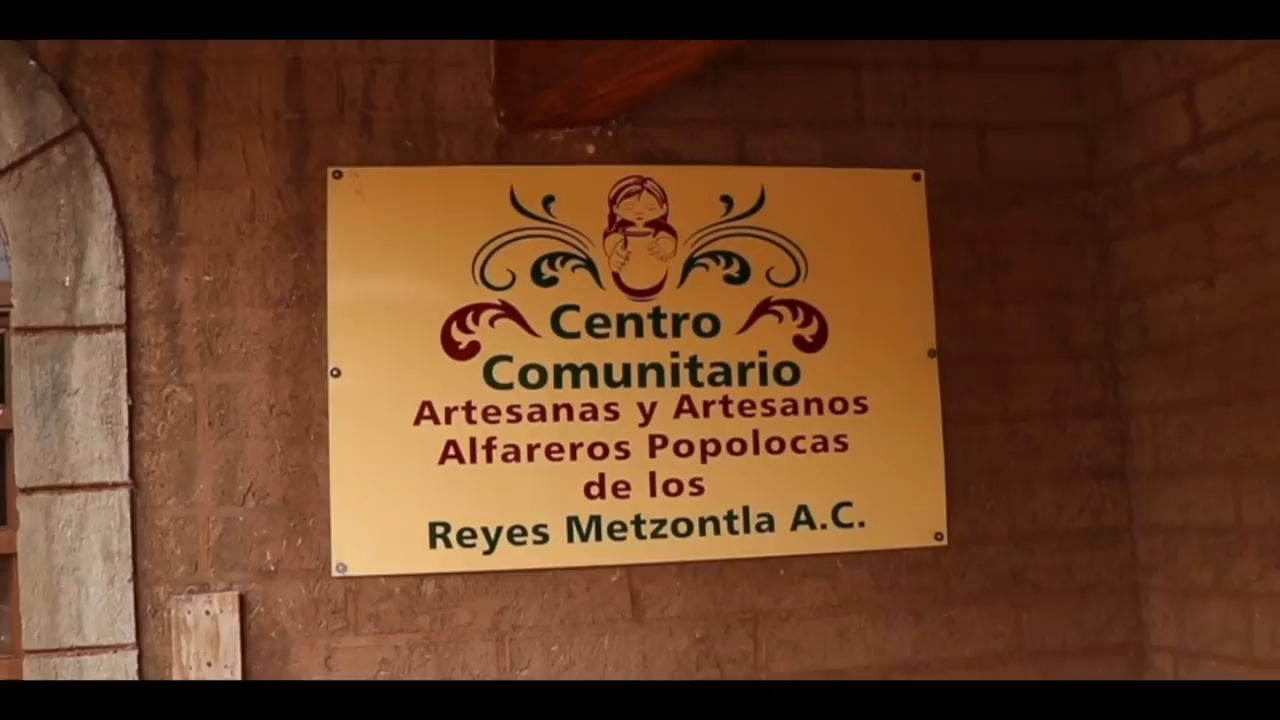 Centro
Comunitario
Artesanas y Artesanos
Alfareros Popolocas
de los
Reyes Metzontla A.C.